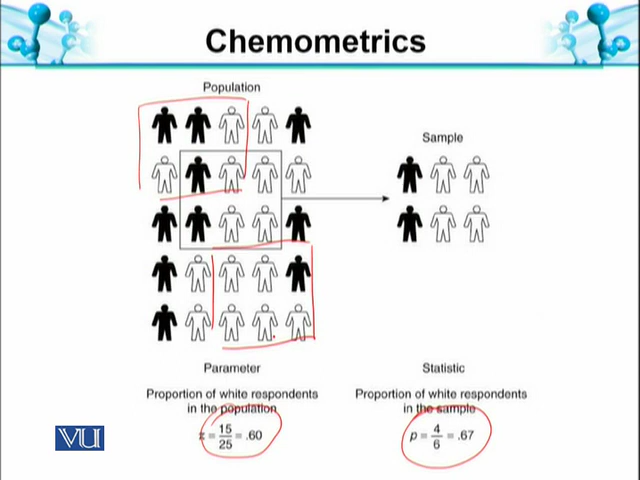 Chemometrics
Population
Sample
Parameter
Proportion of white respondents
in the population
= 15/25 = .60
Statistic
Proportion of white respondents
in the sample
p = 4/6 = .67
VU